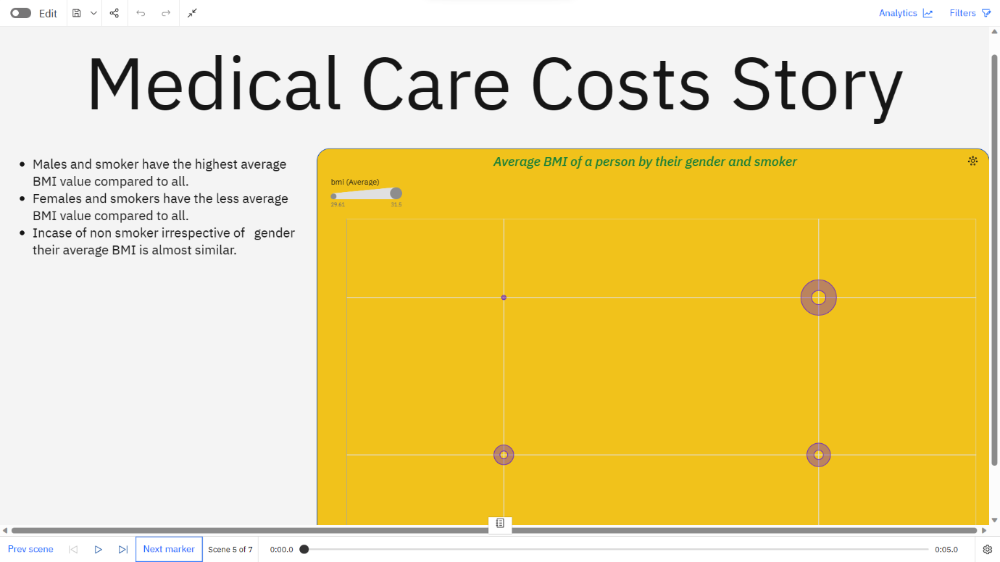 Edit
Analytics
Filters
Medical Care Costs Story
Males and smoker have the highest average
BMI value compared to all.
Females and smokers have the less average
BMI value compared to all.
Incase of non smoker irrespective of gender
their average BMI is almost similar.
Average BMI of a person by their gender and smoker
bmi (Average)
29.61 31.5
Prev scene
Next marker
Scene 5 of 7
0:00.0
0:05.0